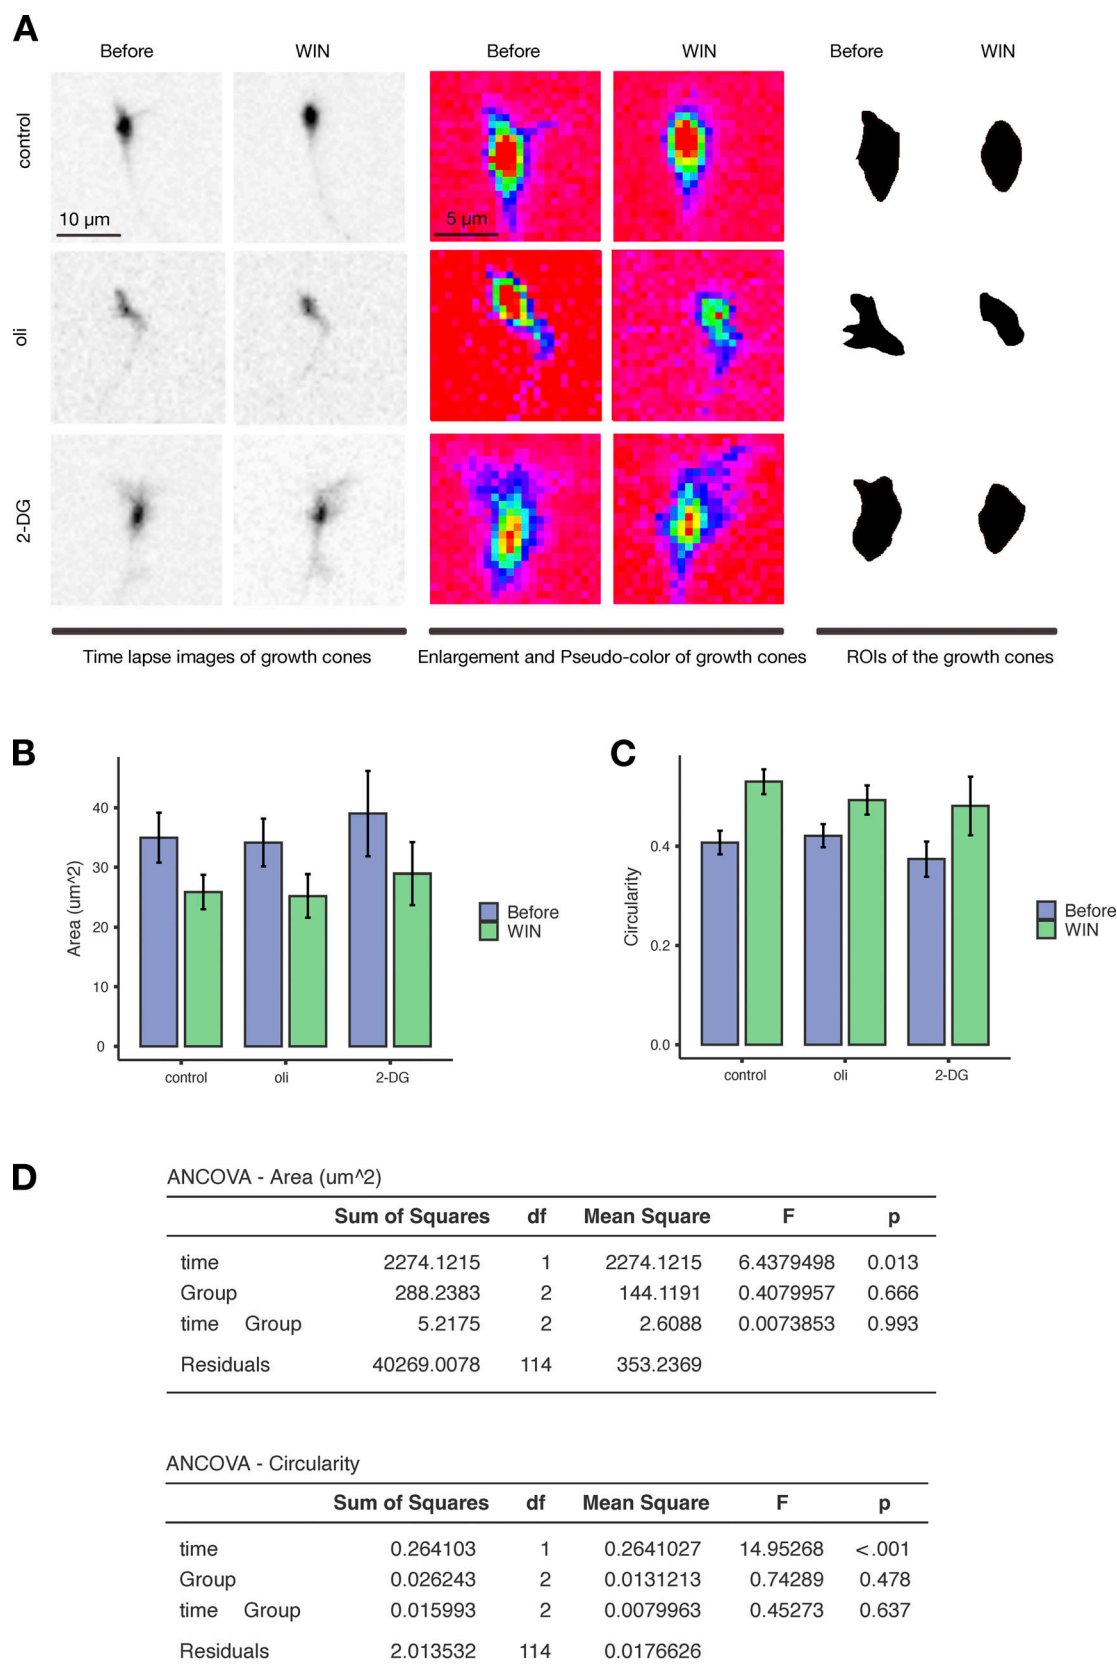 A
Before WIN Before WIN Before WIN
control
10 µm
5 µm
oli
2-DG
Time lapse images of growth cones
Enlargement and Pseudo-color of growth cones
ROIs of the growth cones
B
Area (um^2)
40
30
20
10
0
control oli 2-DG
Before
WIN
C
Circularity
0.4
0.2
0.0
control oli 2-DG
Before
WIN
D
ANCOVA - Area (um^2)
Sum of Squares df Mean Square F p
time 2274.1215 1 2274.1215 6.4379498 0.013
Group 288.2383 2 144.1191 0.4079957 0.666
time Group 5.2175 2 2.6088 0.0073853 0.993
Residuals 40269.0078 114 353.2369
ANCOVA - Circularity
Sum of Squares df Mean Square F p
time 0.264103 1 0.2641027 14.95268 <.001
Group 0.026243 2 0.0131213 0.74289 0.478
time Group 0.015993 2 0.0079963 0.45273 0.637
Residuals 2.013532 114 0.0176626